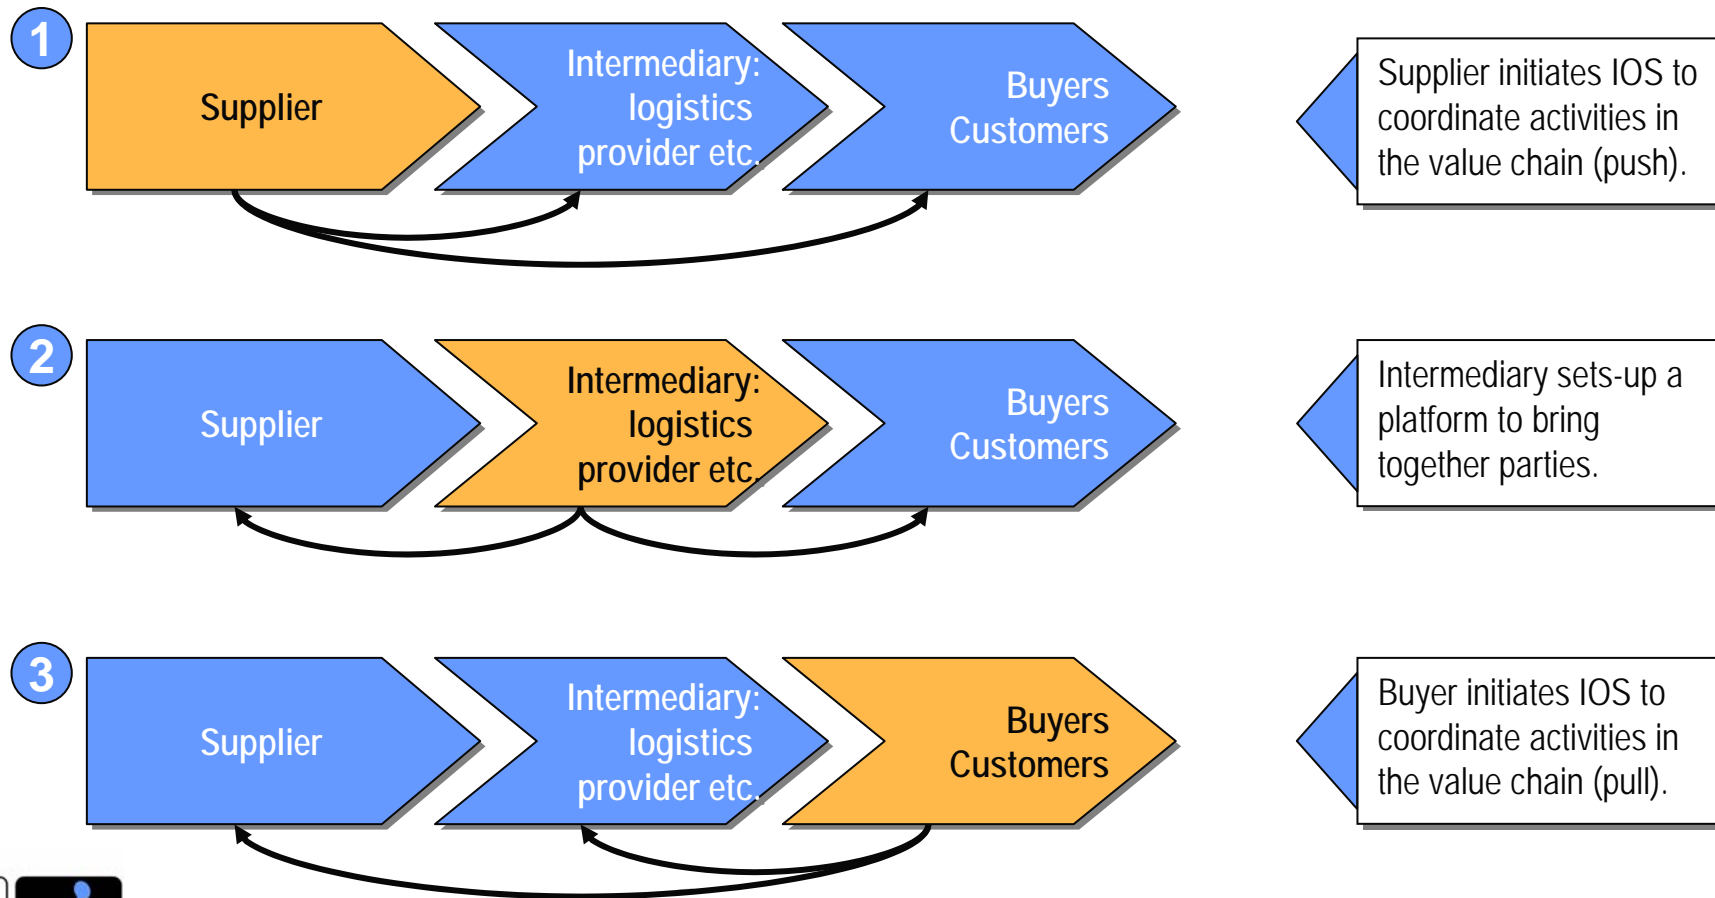 1
Supplier
Intermediary:
logistics
provider etc.
Buyers
Customers
Supplier initiates IOS to
coordinate activities in
the value chain (push).
2
Supplier
Intermediary:
logistics
provider etc.
Buyers
Customers
Intermediary sets-up a
platform to bring
together parties.
3
Supplier
Intermediary:
logistics
provider etc.
Buyers
Customers
Buyer initiates IOS to
coordinate activities in
the value chain (pull).